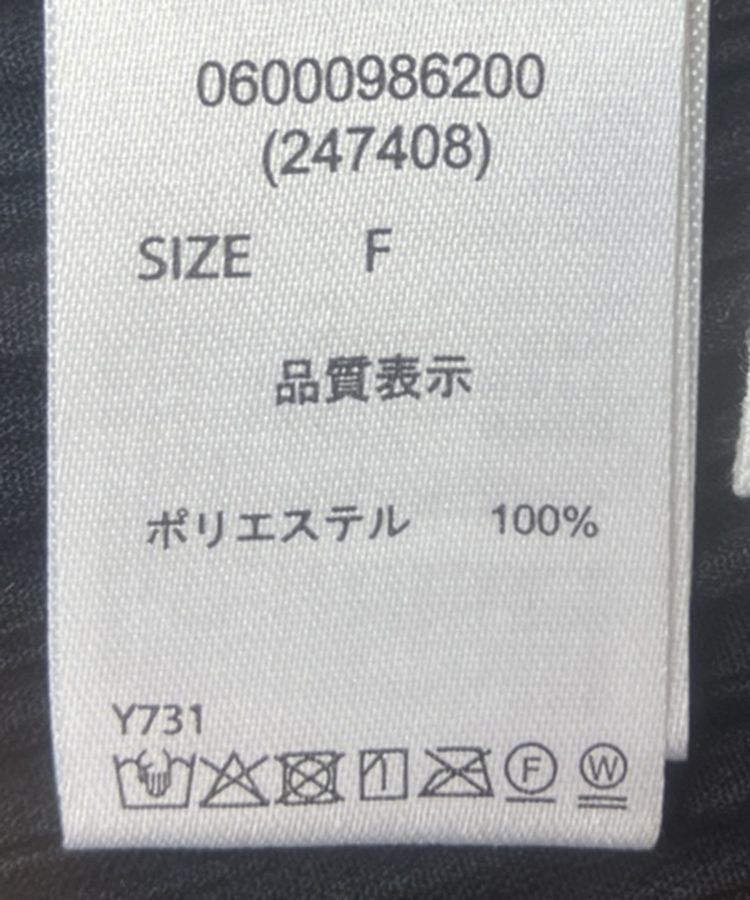 06000986200
(247408)
SIZE F
品質表示
ポリエステル 100%
Y731
F W